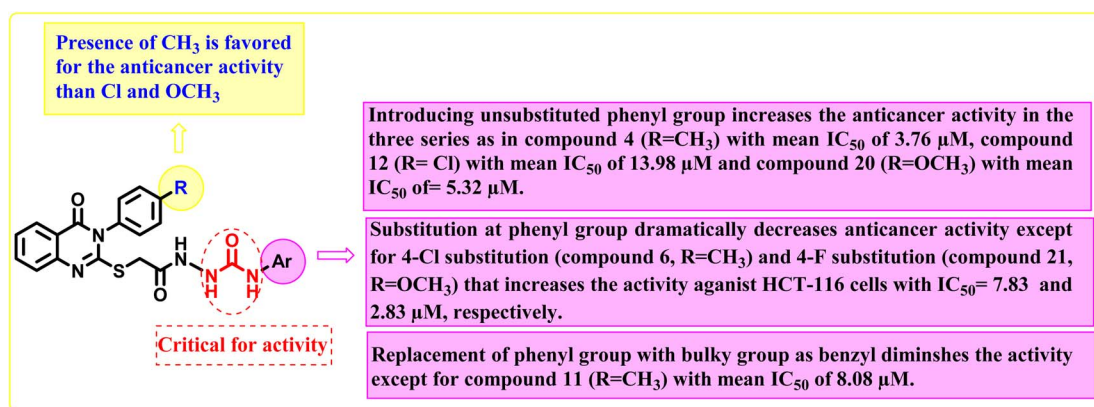 Presence of CH3 is favored
for the anticancer activity
than Cl and OCH3
Introducing unsubstituted phenyl group increases the anticancer activity in
the three series as in compound 4 (R=CH3) with mean IC50 of 3.76 µM, compound
12 (R= Cl) with mean IC50 of 13.98 µM and compound 20 (R=OCH3) with mean
IC50 of= 5.32 µM.
R
O
N
N
S
O
H
N
N
H
O
N
H
Ar
Critical for activity
Substitution at phenyl group dramatically decreases anticancer activity except
for 4-Cl substitution (compound 6, R=CH3) and 4-F substitution (compound 21,
R=OCH3) that increases the activity aganist HCT-116 cells with IC50= 7.83 and
2.83 µM, respectively.
Replacement of phenyl group with bulky group as benzyl diminshes the activity
except for compound 11 (R=CH3) with mean IC50 of 8.08 µM.